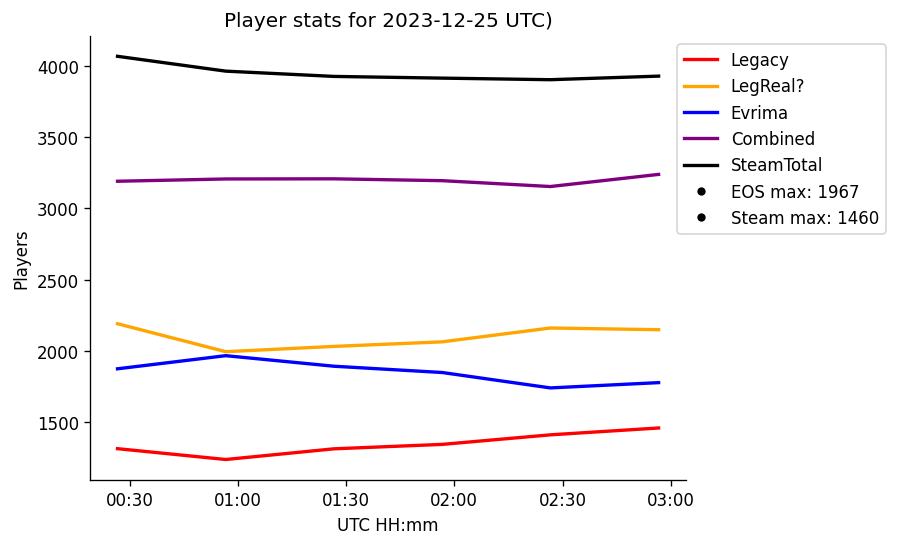 Player stats for 2023-12-25 UTC)
Legacy
LegReal?
Evrima
Combined
SteamTotal
EOS max: 1967
Steam max: 1460
Players
4000
3500
3000
2500
2000
1500
00:30
01:00
01:30
02:00
02:30
03:00
UTC HH:mm